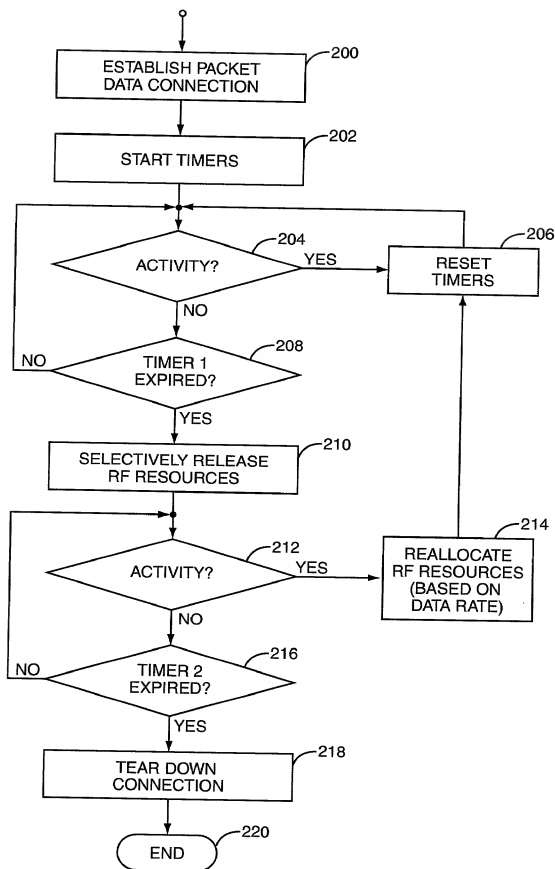 200
ESTABLISH PACKET
DATA CONNECTION
202
START TIMERS
204
ACTIVITY?
YES
206
RESET
TIMERS
NO
208
NO
TIMER 1
EXPIRED?
YES
210
SELECTIVELY RELEASE
RF RESOURCES
212
ACTIVITY?
YES
214
REALLOCATE
RF RESOURCES
(BASED ON
DATA RATE)
NO
216
NO
TIMER 2
EXPIRED?
YES
218
TEAR DOWN
CONNECTION
220
END